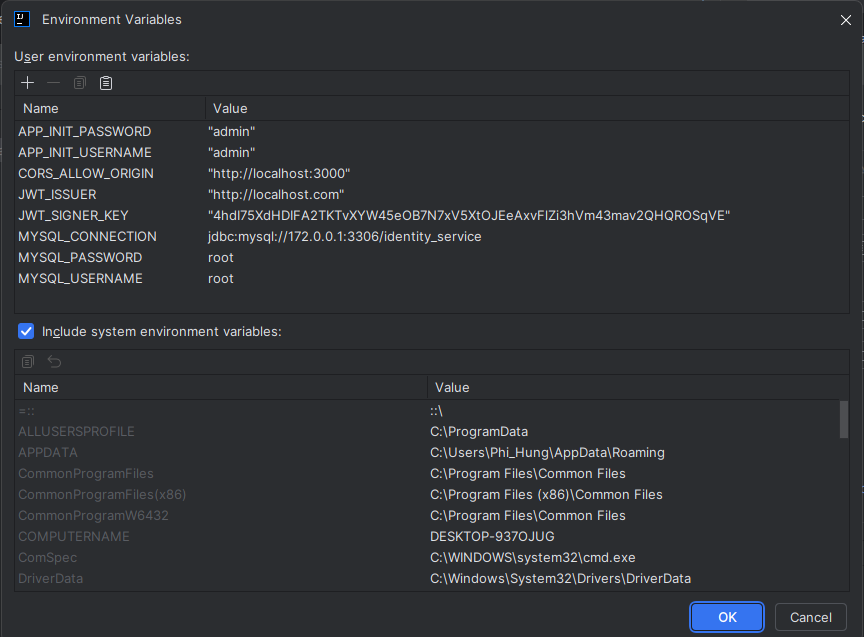 Environment Variables
User environment variables:
Name Value
APP_INIT_PASSWORD "admin"
APP_INIT_USERNAME "admin"
CORS_ALLOW_ORIGIN "http://localhost:3000"
JWT_ISSUER "http://localhost.com"
JWT_SIGNER_KEY "4hdI75XdHDIFA2TKTvXYW45eOB7N7xV5XtOJEeAxvFIZi3hVm43mav2QHQROSqVE"
MYSQL_CONNECTION jdbc:mysql://172.0.0.1:3306/identity_service
MYSQL_PASSWORD root
MYSQL_USERNAME root
Include system environment variables:
Name Value
=:: ::\
ALLUSERSPROFILE C:\ProgramData
APPDATA C:\Users\Phi_Hung\AppData\Roaming
CommonProgramFiles C:\Program Files\Common Files
CommonProgramFiles(x86) C:\Program Files (x86)\Common Files
CommonProgramW6432 C:\Program Files\Common Files
COMPUTERNAME DESKTOP-937OJUG
ComSpec C:\WINDOWS\system32\cmd.exe
DriverData C:\Windows\System32\Drivers\DriverData
OK Cancel